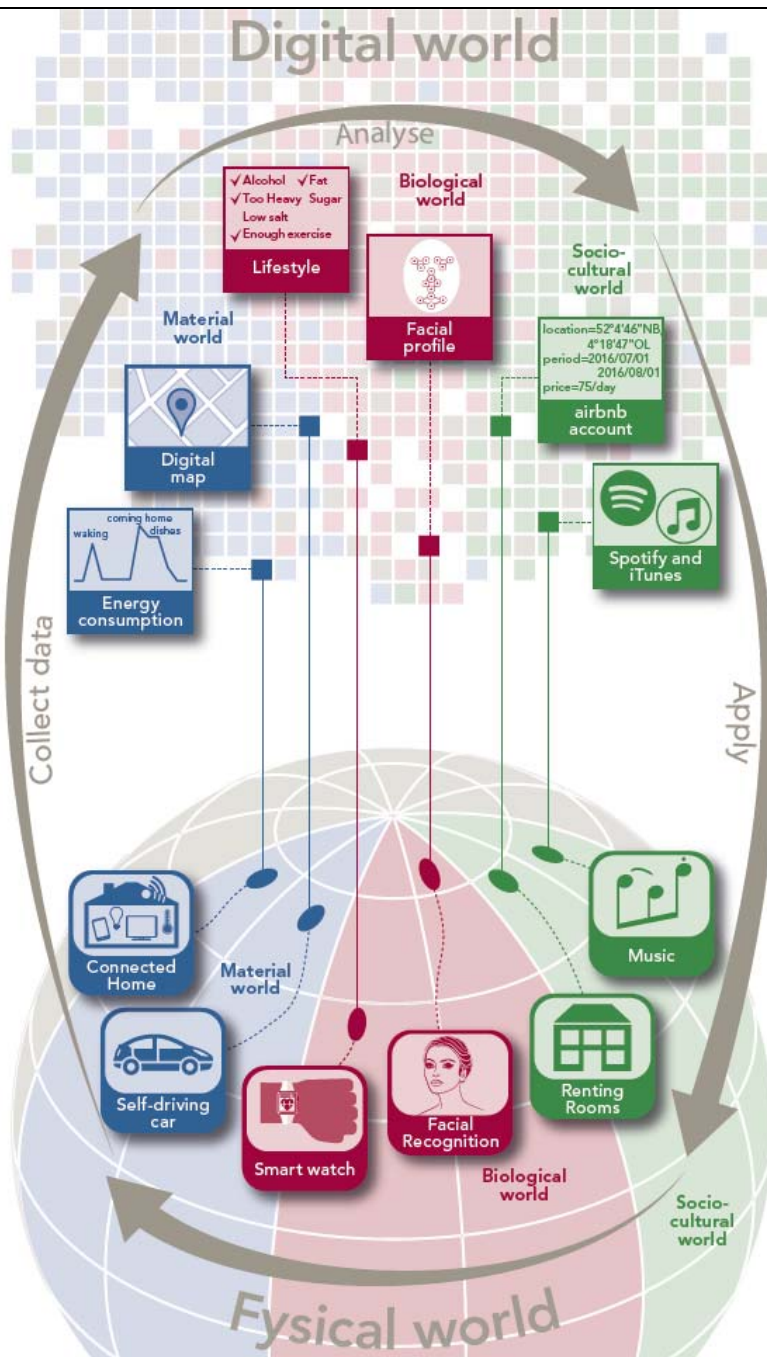 Digital world
Analyse
✓Alcohol ✓Fat
✓Too Heavy Sugar
Low salt
✓Enough exercise
Lifestyle
Biological
world
Facial
profile
Socio-
cultural
world
Material
world
location=52°4'46"NB,
4°18'47"OL
period=2016/07/01
2016/08/01
price=75/day
airbnb
account
Digital
map
coming home
waking
dishes
Energy
consumption
Spotify and
iTunes
Collect data
Apply
Connected
Home
Material
world
Music
Self-driving
car
Smart watch
Facial
Recognition
Renting
Rooms
Biological
world
Socio-
cultural
world
Fysical world